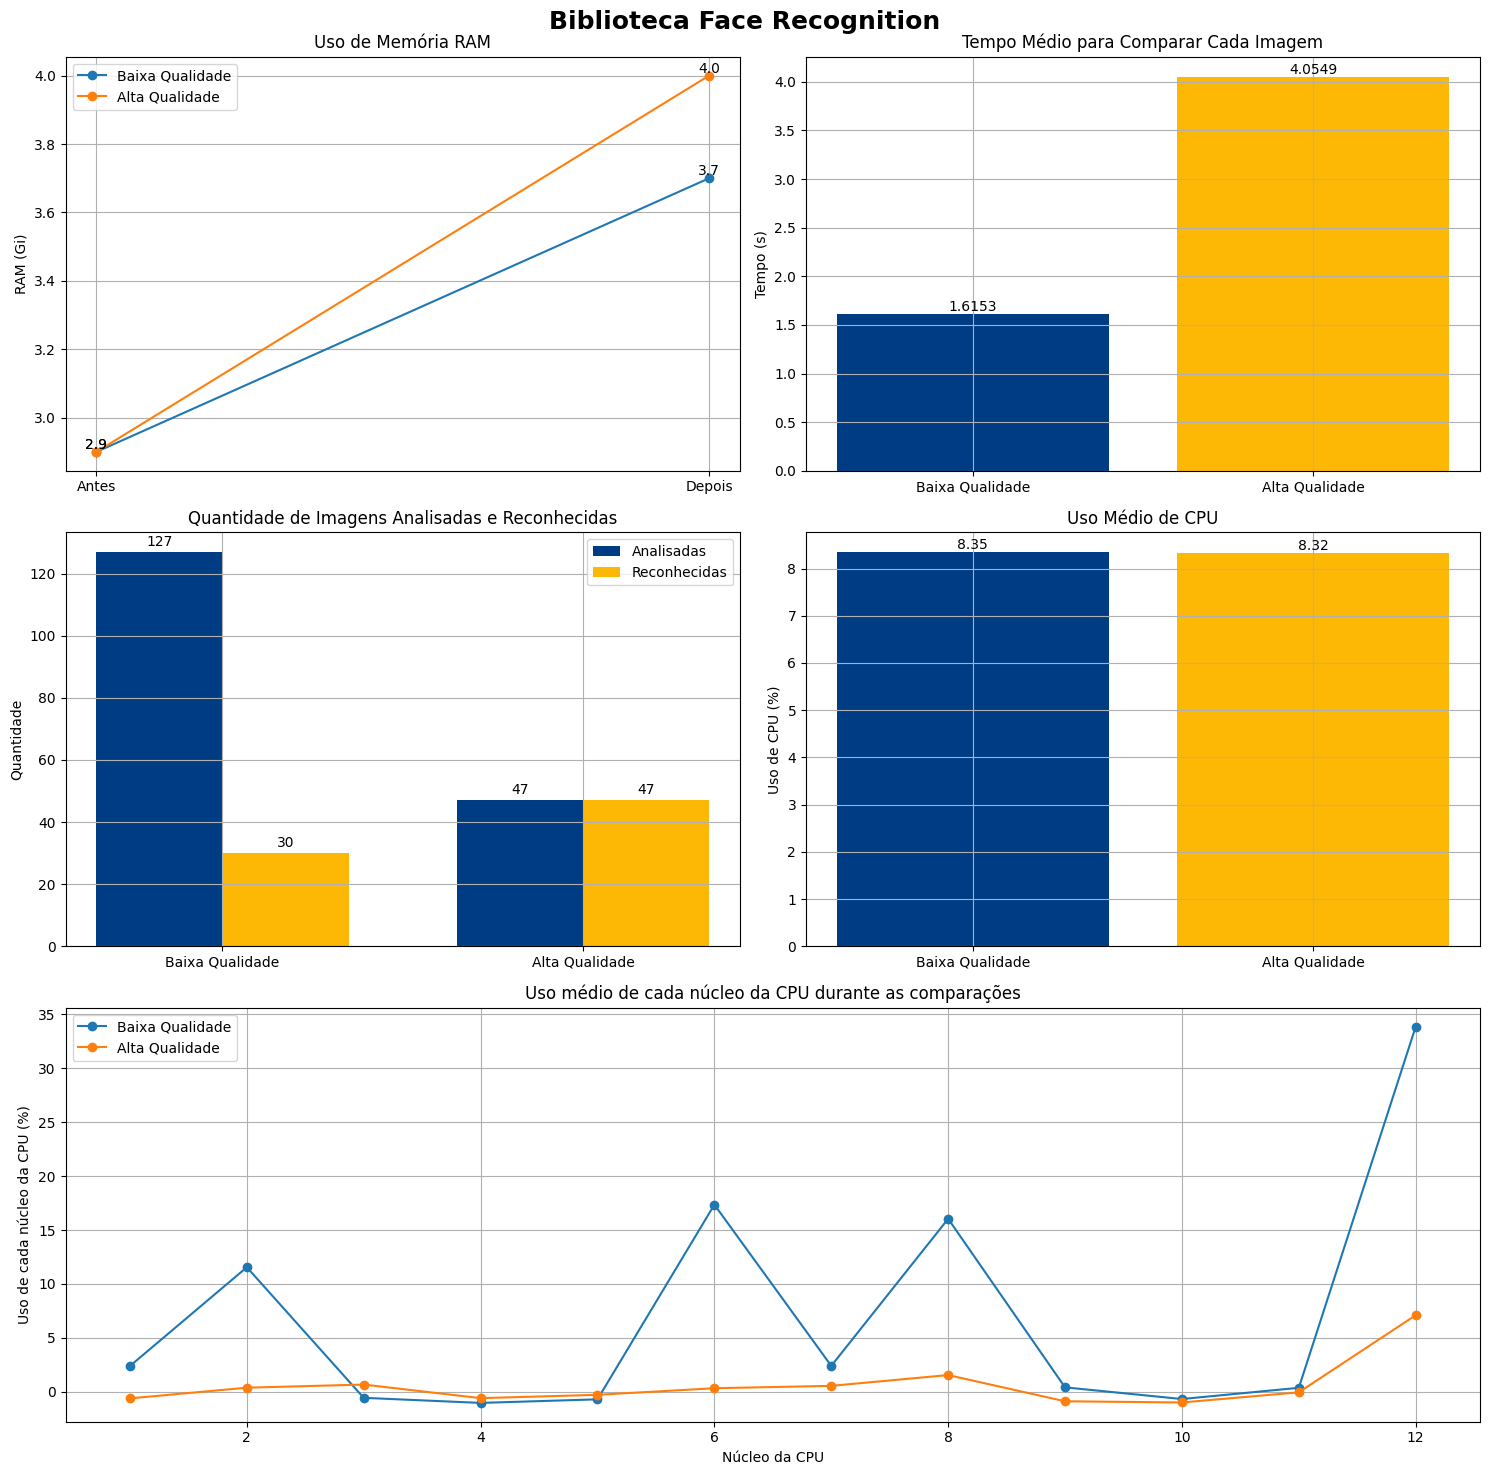 Biblioteca Face Recognition
Uso de Memória RAM
Baixa Qualidade
Alta Qualidade
4.0
3.7
2.9
2.9
4.0
3.8
3.6
3.4
3.2
3.0
RAM (Gi)
Antes
Depois
Tempo Médio para Comparar Cada Imagem
4.0549
1.6153
4.0
3.5
3.0
2.5
2.0
1.5
1.0
0.5
0.0
Tempo (s)
Baixa Qualidade
Alta Qualidade
Quantidade de Imagens Analisadas e Reconhecidas
Analisadas
Reconhecidas
127
30
47
47
120
100
80
60
40
20
0
Quantidade
Baixa Qualidade
Alta Qualidade
Uso Médio de CPU
8.35
8.32
8
7
6
5
4
3
2
1
0
Uso de CPU (%)
Baixa Qualidade
Alta Qualidade
Uso médio de cada núcleo da CPU durante as comparações
Baixa Qualidade
Alta Qualidade
35
30
25
20
15
10
5
0
Uso de cada núcleo da CPU (%)
2
4
6
8
10
12
Núcleo da CPU